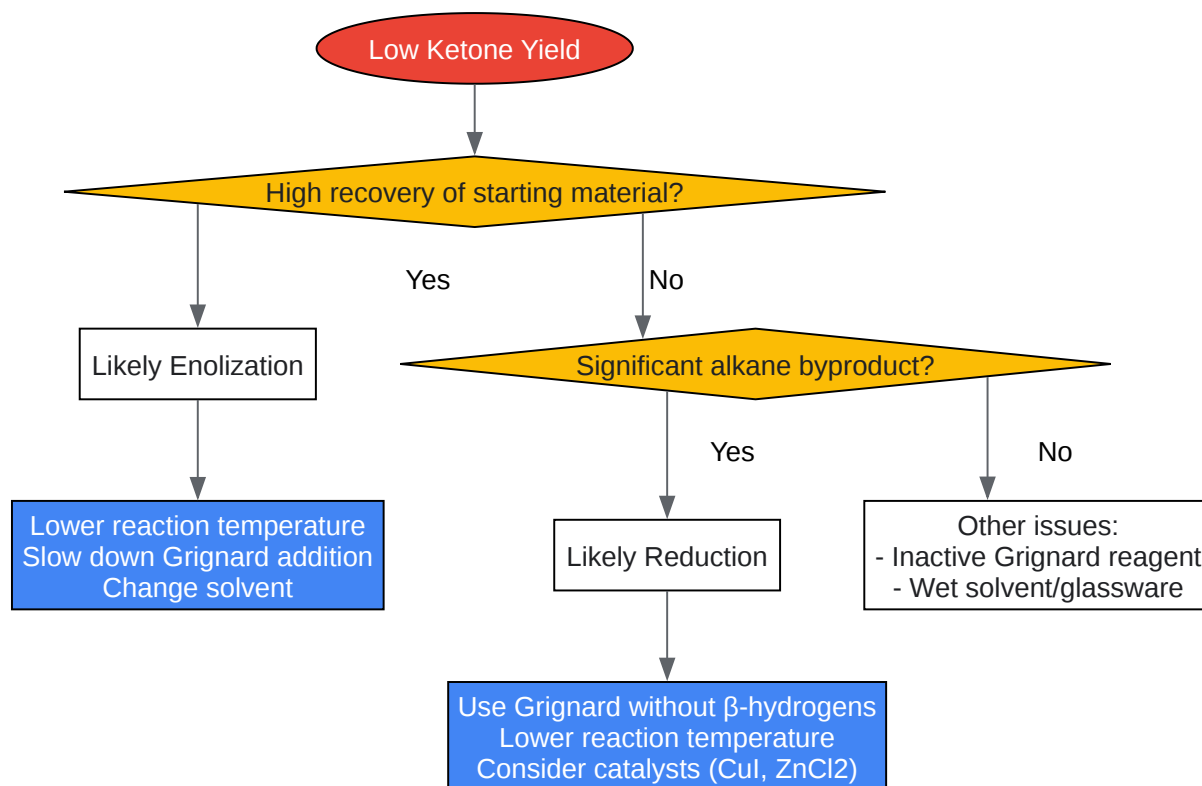 Low Ketone Yield
High recovery of starting material?
Yes
No
Likely Enolization
Significant alkane byproduct?
Yes
No
Lower reaction temperature
Slow down Grignard addition
Change solvent
Likely Reduction
Other issues:
- Inactive Grignard reagent
- Wet solvent/glassware
Use Grignard without β-hydrogens
Lower reaction temperature
Consider catalysts (CuI, ZnCl2)